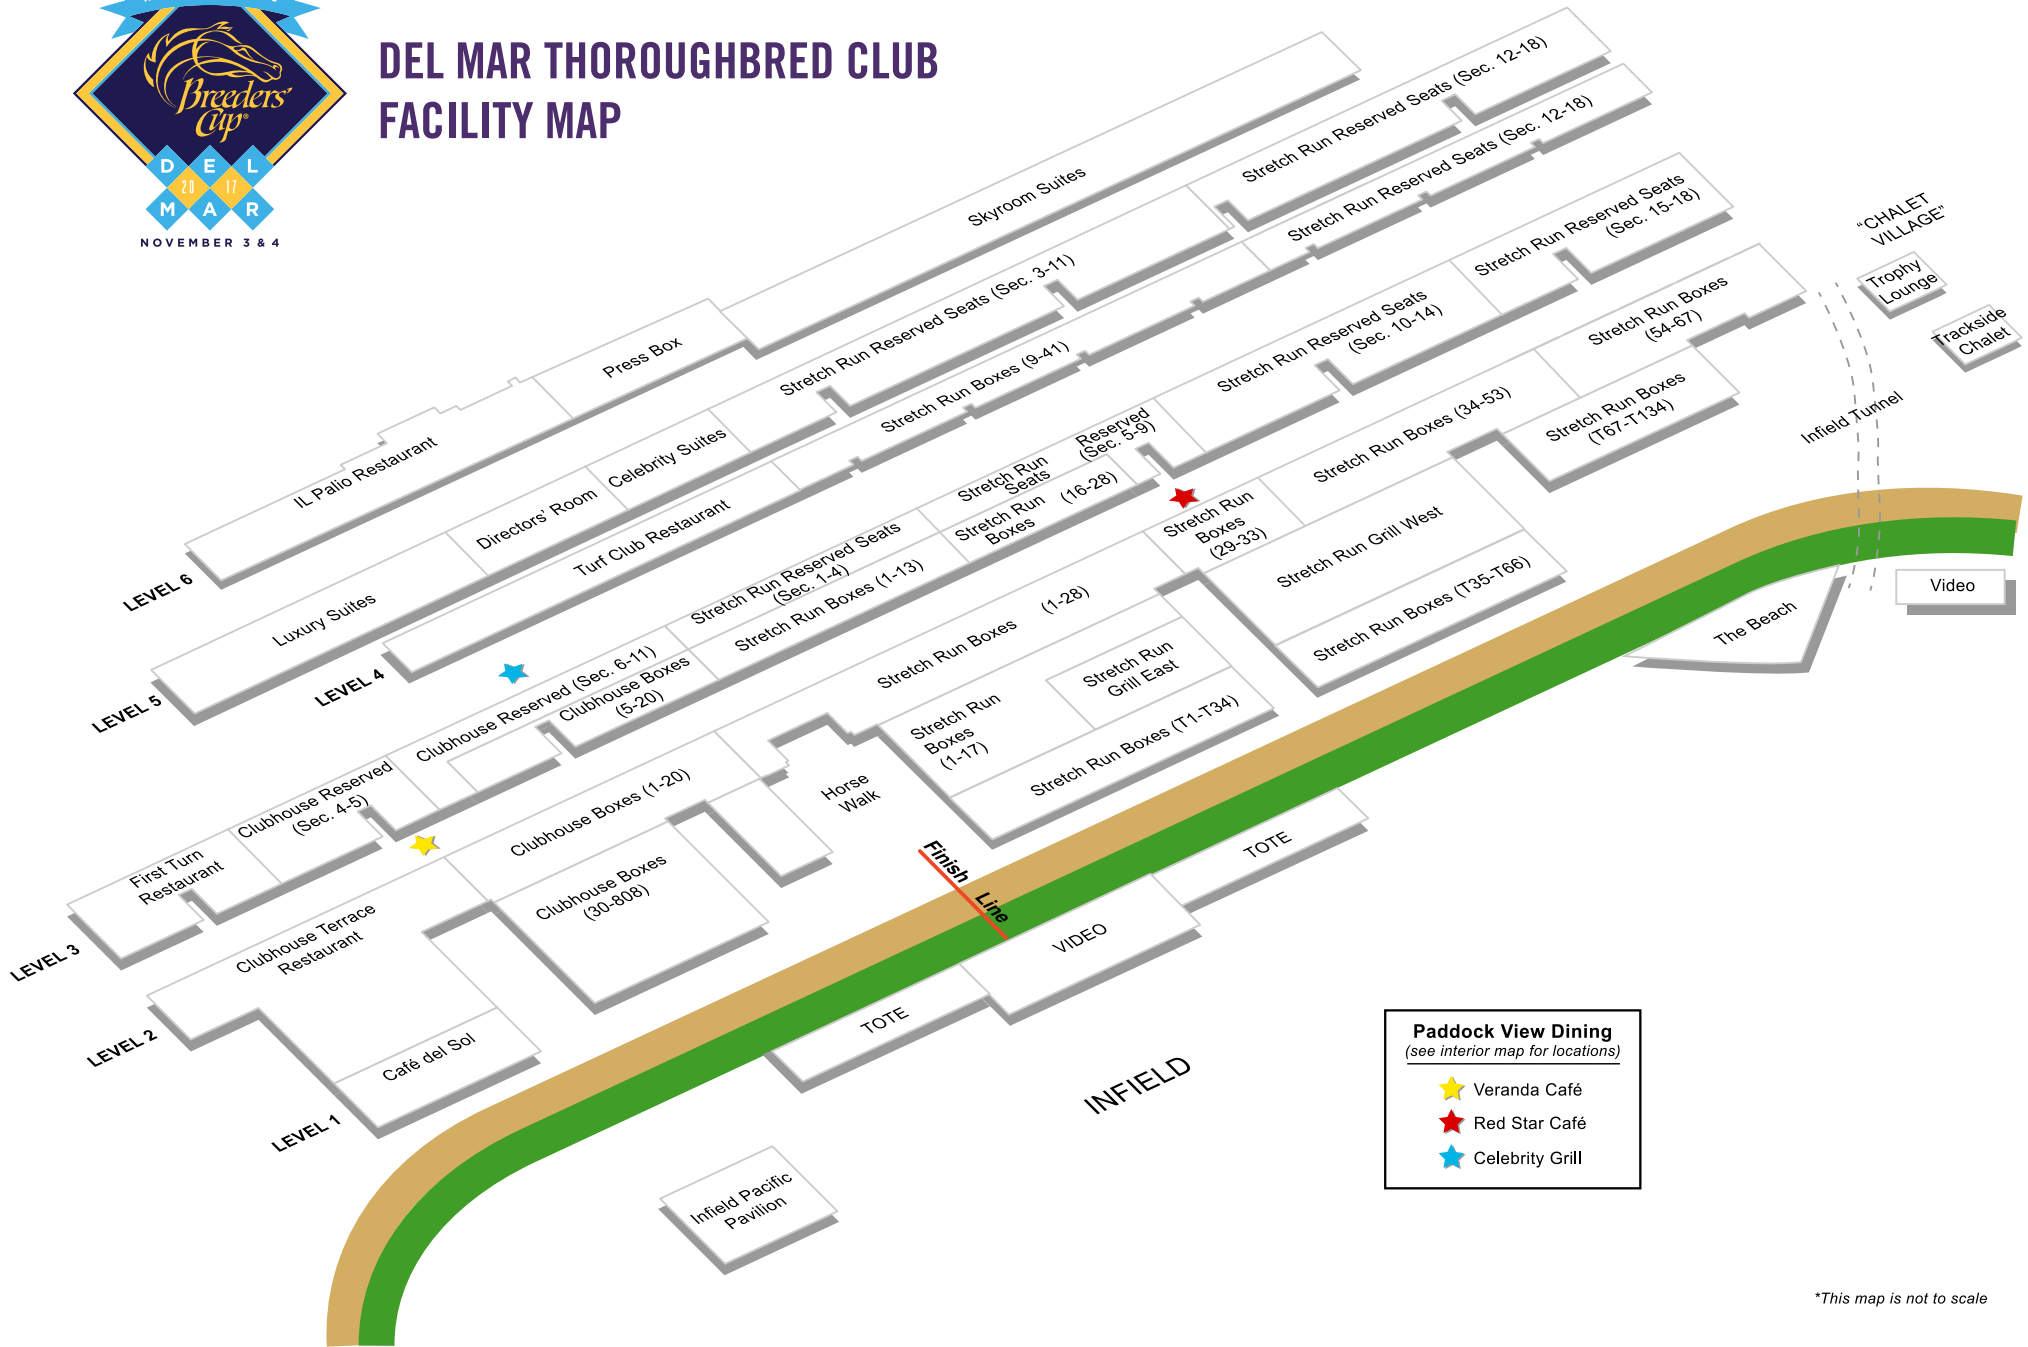 Breeders'
Cup®
D E L
20 17
M A R
NOVEMBER 3 & 4
DEL MAR THOROUGHBRED CLUB
FACILITY MAP
Skyroom Suites
Press Box
IL Palio Restaurant
LEVEL 6
Stretch Run Reserved Seats (Sec. 12-18)
Stretch Run Reserved Seats (Sec. 3-11)
Celebrity Suites
Directors' Room
Luxury Suites
LEVEL 5
Stretch Run Reserved Seats (Sec. 12-18)
Stretch Run Boxes (9-41)
Turf Club Restaurant
LEVEL 4
Stretch Run Reserved Seats
(Sec. 15-18)
Stretch Run Reserved Seats
(Sec. 10-14)
Stretch Run Reserved
Seats (Sec. 5-9)
Stretch Run (16-28)
Boxes
Stretch Run Reserved Seats
(Sec. 1-4)
Stretch Run Boxes (1-13)
Clubhouse Reserved (Sec. 6-11)
Clubhouse Boxes
(5-20)
Clubhouse Reserved
(Sec. 4-5)
First Turn
Restaurant
LEVEL 3
Stretch Run Boxes
(54-67)
Stretch Run Boxes (34-53)
Stretch Run
Boxes
(29-33)
Stretch Run Boxes (1-28)
Clubhouse Boxes (1-20)
Clubhouse Terrace
Restaurant
LEVEL 2
Stretch Run Boxes
(T67-T134)
Stretch Run Grill West
Stretch Run Boxes (T35-T66)
Stretch Run
Grill East
Stretch Run
Boxes
(1-17)
Stretch Run Boxes (T1-T34)
Horse
Walk
Clubhouse Boxes
(30-808)
Café del Sol
LEVEL 1
"CHALET
VILLAGE"
Trophy
Lounge
Trackside
Chalet
Infield Tunnel
Video
The Beach
Finish Line
TOTE
VIDEO
TOTE
INFIELD
Infield Pacific
Pavilion
Paddock View Dining
(see interior map for locations)
Veranda Café
Red Star Café
Celebrity Grill
*This map is not to scale